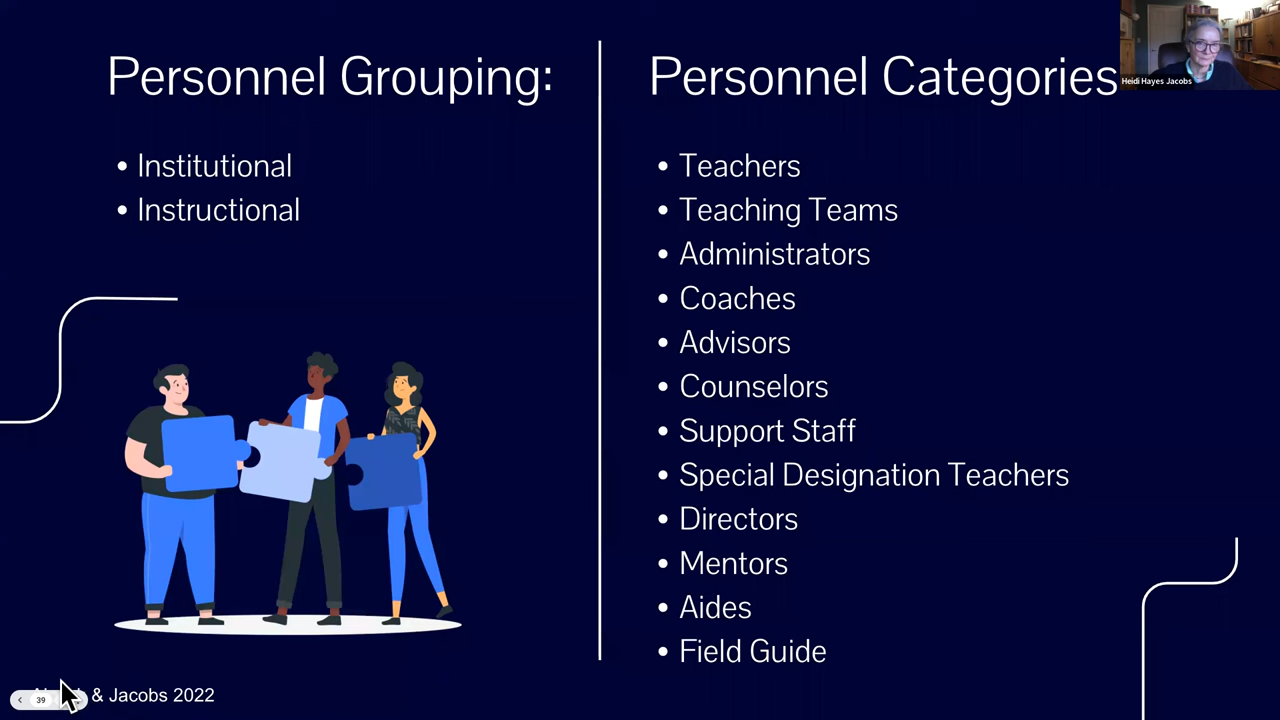 Personnel Grouping:
• Institutional
• Instructional
Personnel Categories
• Teachers
• Teaching Teams
• Administrators
• Coaches
• Advisors
• Counselors
• Support Staff
• Special Designation Teachers
• Directors
• Mentors
• Aides
• Field Guide
Heidi Hayes Jacobs
& Jacobs 2022
39